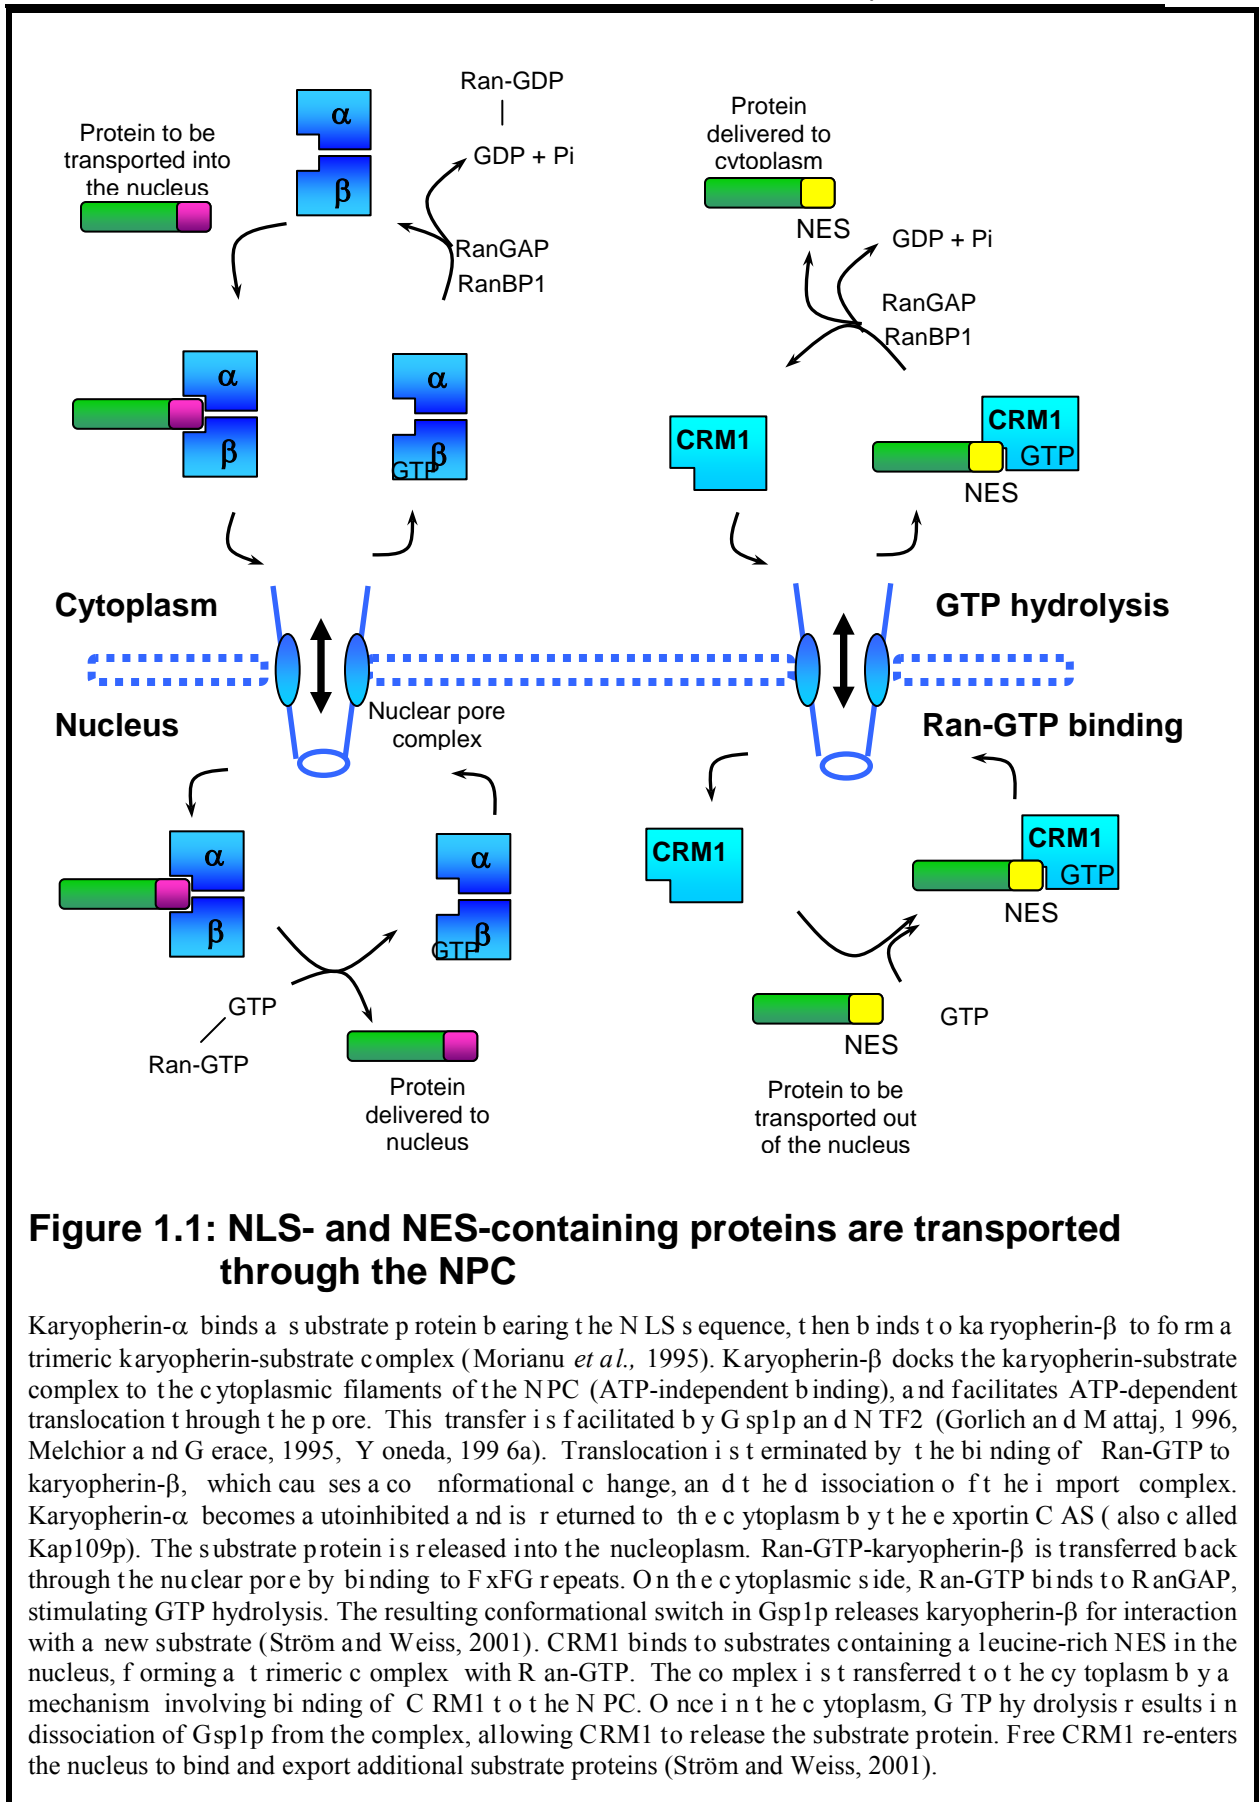 Ran-GDP
α
Protein
delivered to
cytoplasm
Protein to be
transported into
the nucleus
GDP + Pi
β
NES
GDP + Pi
RanGAP
RanBP1
RanGAP
RanBP1
α
β
α
β
GTP
CRM1
CRM1
GTP
NES
Cytoplasm
GTP hydrolysis
Nucleus
Nuclear pore
complex
Ran-GTP binding
α
β
α
β
GTP
CRM1
CRM1
GTP
NES
GTP
Ran-GTP
Protein
delivered to
nucleus
NES
GTP
Protein to be
transported out
of the nucleus
Figure 1.1: NLS- and NES-containing proteins are transported
through the NPC
Karyopherin-α binds a substrate protein bearing the NLS sequence, then binds to karyopherin-β to form a
trimeric karyopherin-substrate complex (Morianu et al., 1995). Karyopherin-β docks the karyopherin-substrate
complex to the cytoplasmic filaments of the NPC (ATP-independent binding), and facilitates ATP-dependent
translocation through the pore. This transfer is facilitated by Gsp1p and NTF2 (Gorlich and Mattaj, 1996,
Melchior and Gerace, 1995, Yoneda, 1996a). Translocation is terminated by the binding of Ran-GTP to
karyopherin-β, which causes a conformational change, and the dissociation of the import complex.
Karyopherin-α becomes autoinhibited and is returned to the cytoplasm by the exportin CAS (also called
Kap109p). The substrate protein is released into the nucleoplasm. Ran-GTP-karyopherin-β is transferred back
through the nuclear pore by binding to FxFG repeats. On the cytoplasmic side, Ran-GTP binds to RanGAP,
stimulating GTP hydrolysis. The resulting conformational switch in Gsp1p releases karyopherin-β for interaction
with a new substrate (Ström and Weiss, 2001). CRM1 binds to substrates containing a leucine-rich NES in the
nucleus, forming a trimeric complex with Ran-GTP. The complex is transferred to the cytoplasm by a
mechanism involving binding of CRM1 to the NPC. Once in the cytoplasm, GTP hydrolysis results in
dissociation of Gsp1p from the complex, allowing CRM1 to release the substrate protein. Free CRM1 re-enters
the nucleus to bind and export additional substrate proteins (Ström and Weiss, 2001).